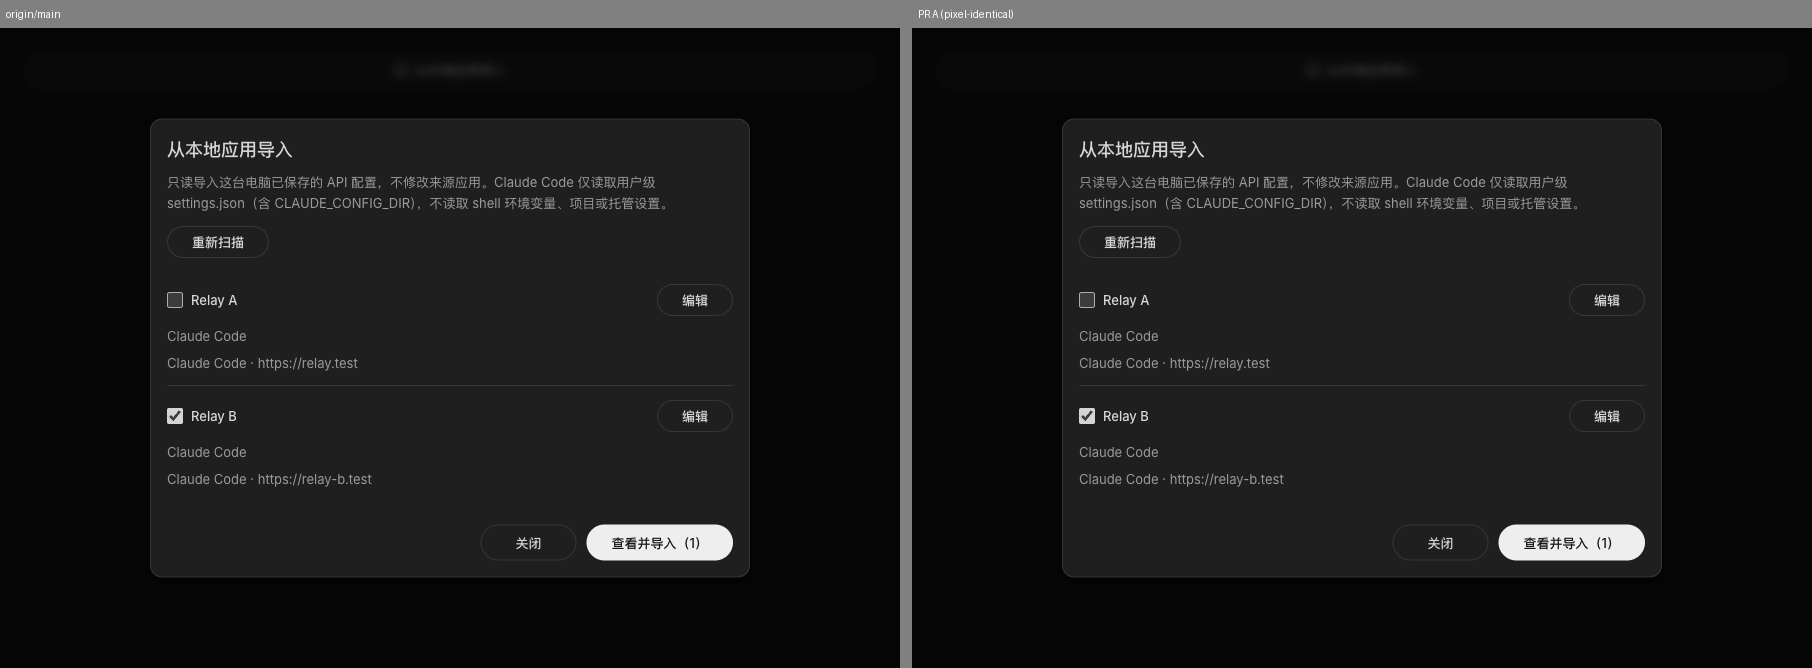 origin/main
从本地应用导入
只读导入这台电脑已保存的 API 配置，不修改来源应用。Claude Code 仅读取用户级
settings.json（含 CLAUDE_CONFIG_DIR），不读取 shell 环境变量、项目或托管设置。
重新扫描
Relay A
编辑
Claude Code
Claude Code · https://relay.test
Relay B
编辑
Claude Code
Claude Code · https://relay-b.test
关闭
查看并导入（1）
PR A (pixel-identical)
从本地应用导入
只读导入这台电脑已保存的 API 配置，不修改来源应用。Claude Code 仅读取用户级
settings.json（含 CLAUDE_CONFIG_DIR），不读取 shell 环境变量、项目或托管设置。
重新扫描
Relay A
编辑
Claude Code
Claude Code · https://relay.test
Relay B
编辑
Claude Code
Claude Code · https://relay-b.test
关闭
查看并导入（1）